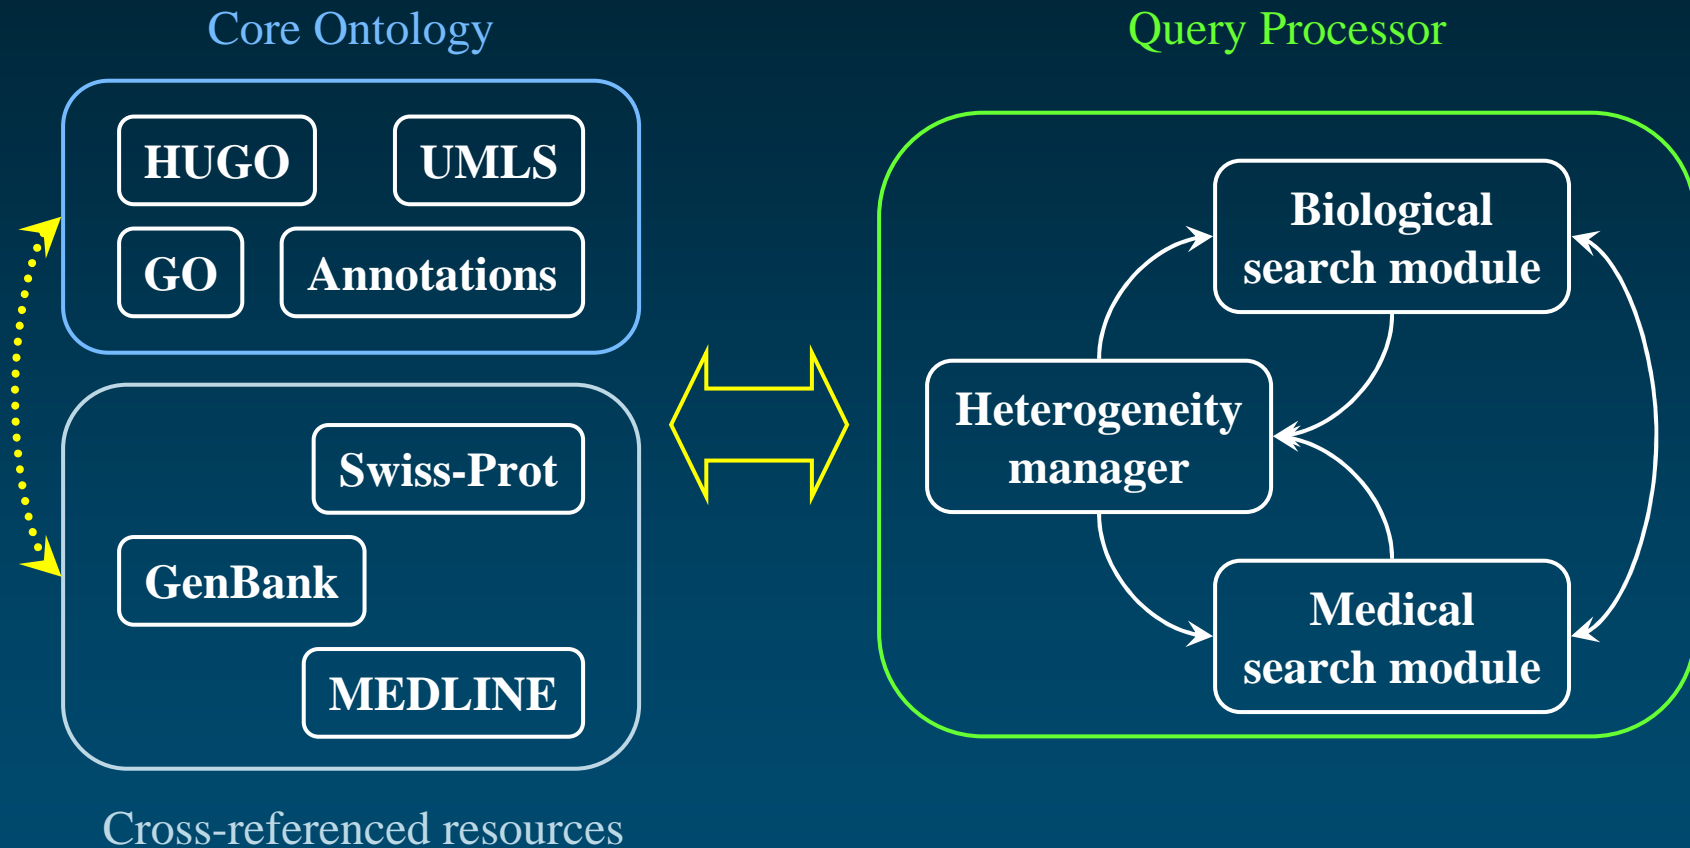 Core Ontology
HUGO
UMLS
GO
Annotations
Swiss-Prot
GenBank
MEDLINE
Cross-referenced resources
Query Processor
Biological
search module
Heterogeneity
manager
Medical
search module